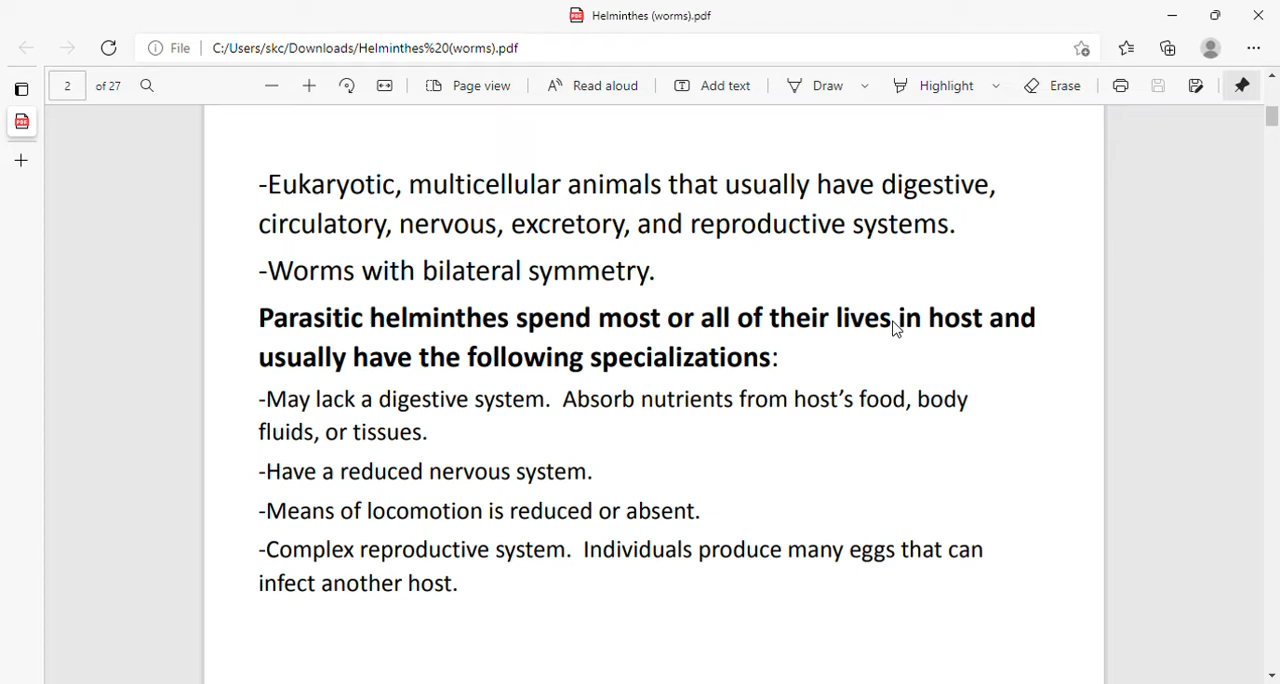 Helminthes (worms).pdf
File C:/Users/skc/Downloads/Helminthes%20(worms).pdf
2 of 27 Page view Read aloud Add text Draw Highlight Erase
-Eukaryotic, multicellular animals that usually have digestive,
circulatory, nervous, excretory, and reproductive systems.
-Worms with bilateral symmetry.
Parasitic helminthes spend most or all of their lives in host and
usually have the following specializations:
-May lack a digestive system. Absorb nutrients from host’s food, body
fluids, or tissues.
-Have a reduced nervous system.
-Means of locomotion is reduced or absent.
-Complex reproductive system. Individuals produce many eggs that can
infect another host.